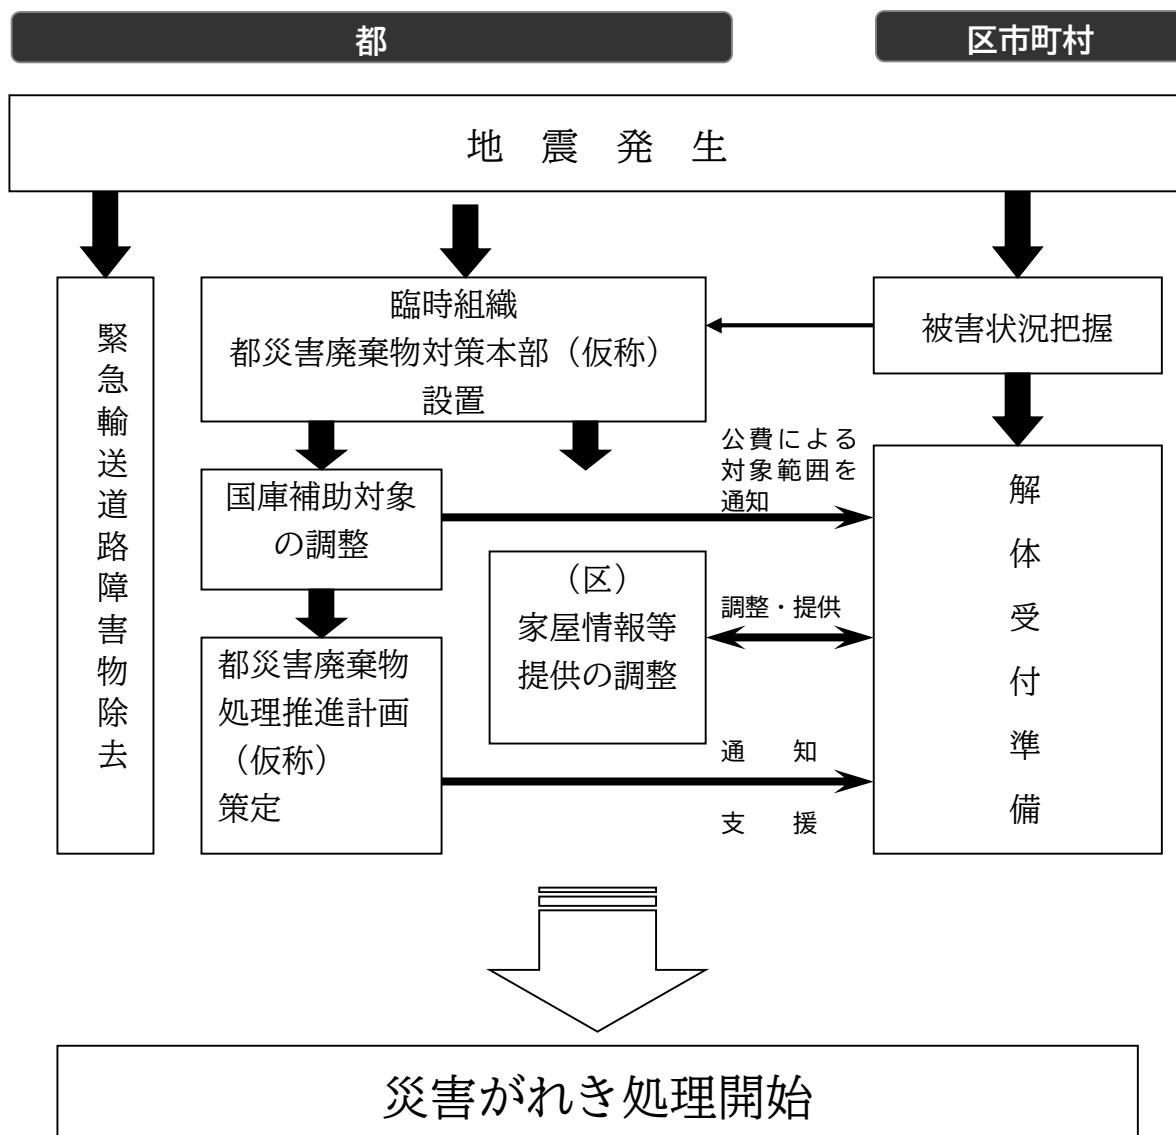 都
区市町村
地 震 発 生
緊急輸送道路障害物除去
臨時組織
都災害廃棄物対策本部（仮称）
設置
被害状況把握
国庫補助対象
の調整
公費による
対象範囲を
通知
（区）
家屋情報等
提供の調整
調整・提供
解体受付準備
都災害廃棄物
処理推進計画
（仮称）
策定
通 知
支 援
災害がれき処理開始